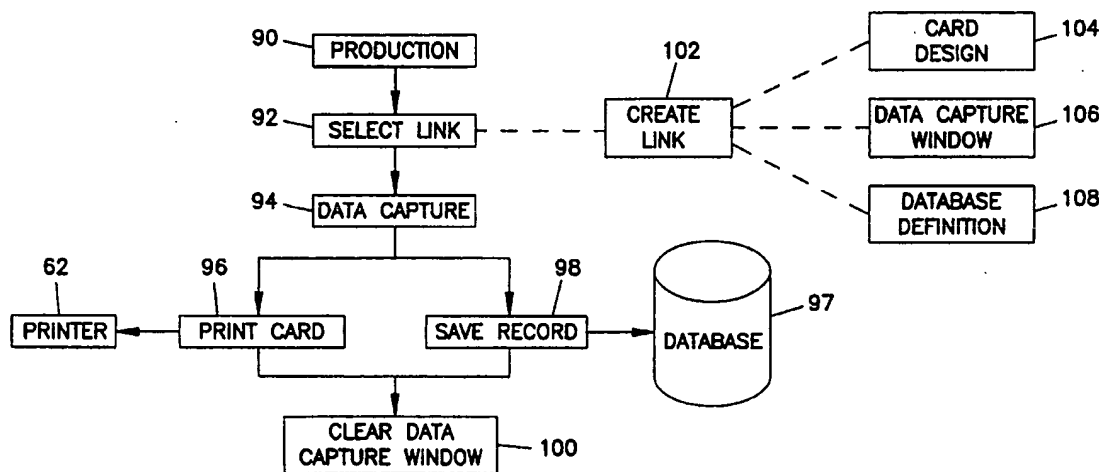 90
PRODUCTION
92
SELECT LINK
94
DATA CAPTURE
102
CREATE
LINK
CARD
DESIGN
104
DATA CAPTURE
WINDOW
106
DATABASE
DEFINITION
108
62
PRINTER
96
PRINT CARD
98
SAVE RECORD
97
DATABASE
CLEAR DATA
CAPTURE WINDOW
100